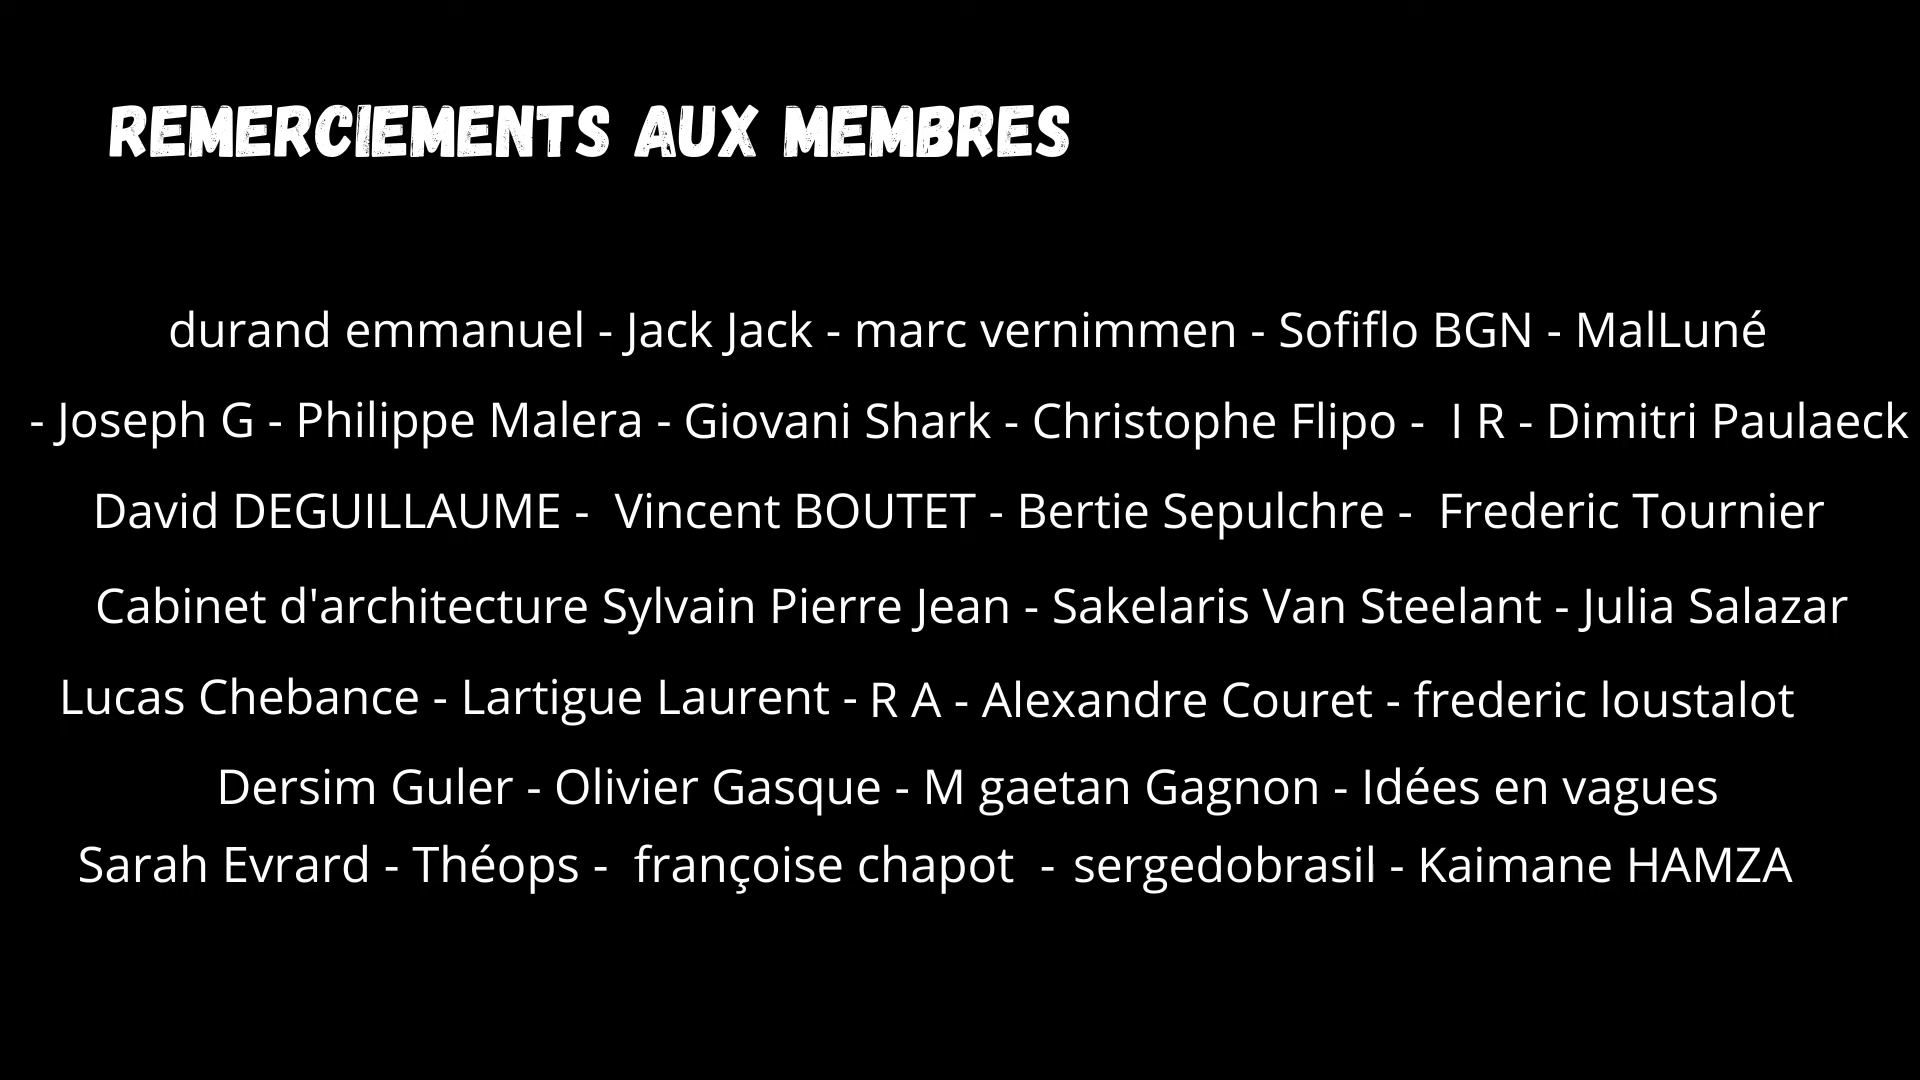 REMERCIEMENTS AUX MEMBRES
durand emmanuel - Jack Jack - marc vernimmen - Sofiflo BGN - MalLuné
- Joseph G - Philippe Malera - Giovani Shark - Christophe Flipo - I R - Dimitri Paulaeck
David DEGUILLAUME - Vincent BOUTET - Bertie Sepulchre - Frederic Tournier
Cabinet d'architecture Sylvain Pierre Jean - Sakelaris Van Steelant - Julia Salazar
Lucas Chebance - Lartigue Laurent - R A - Alexandre Couret - frederic loustalot
Dersim Guler - Olivier Gasque - M gaetan Gagnon - Idées en vagues
Sarah Evrard - Théops - françoise chapot - sergedobrasil - Kaimane HAMZA